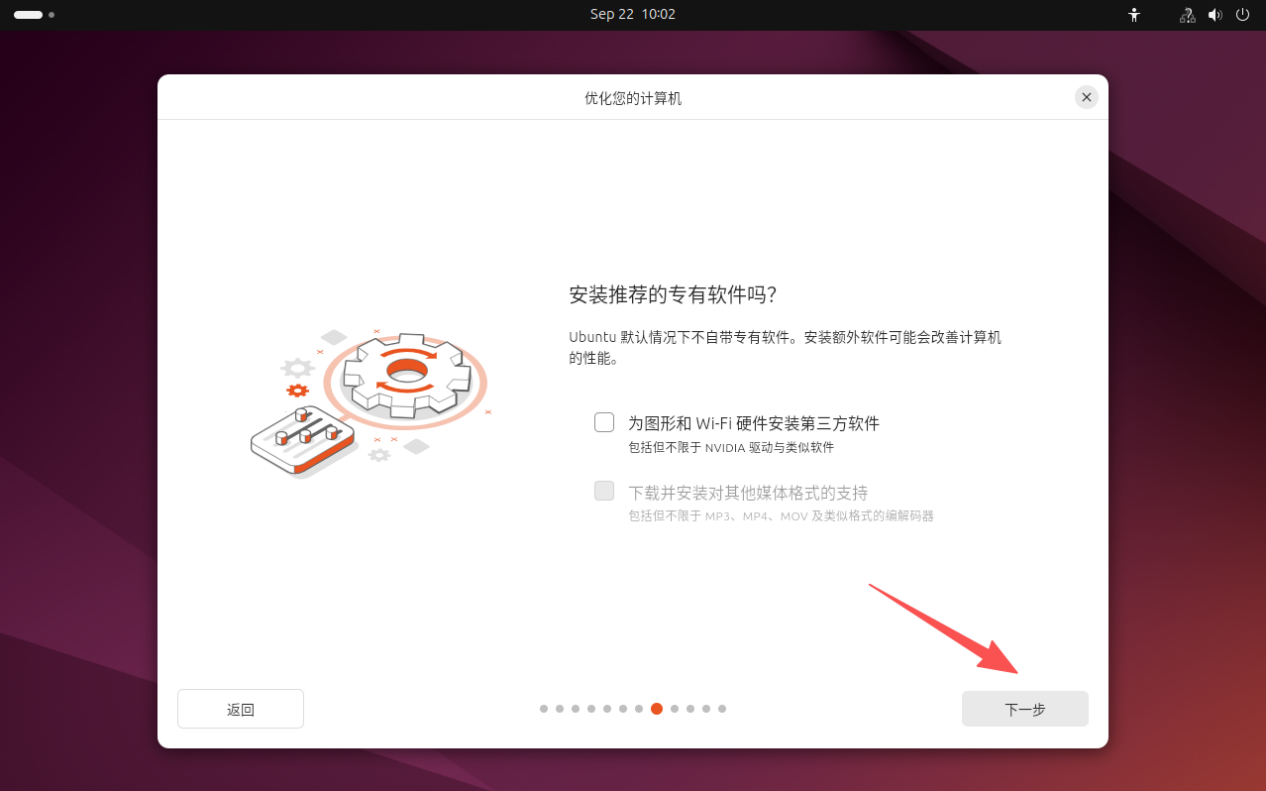 Sep 22 10:02
优化您的计算机
安装推荐的专有软件吗?
Ubuntu 默认情况下不自带专有软件。安装额外软件可能会改善计算机
的性能。
为图形和 Wi-Fi 硬件安装第三方软件
包括但不限于 NVIDIA 驱动与类似软件
下载并安装对其他媒体格式的支持
包括但不限于 MP3、MP4、MOV 及类似格式的编解码器
返回
下一步